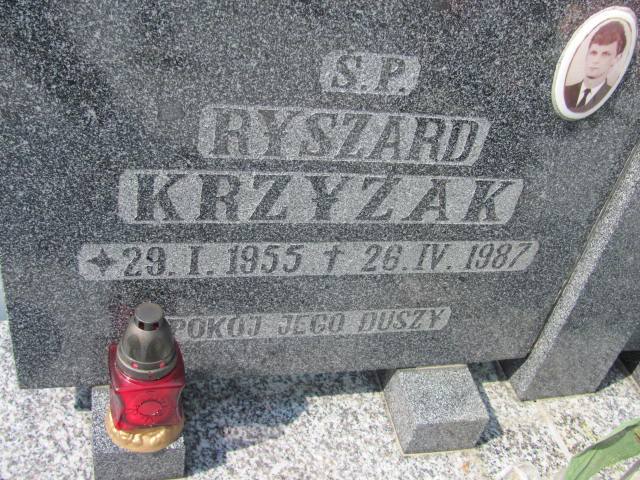 S.P.
RYSZARD
KRZYŻAK
29.I.1955 † 26.IV.1987
POKÓJ JEGO DUSZY